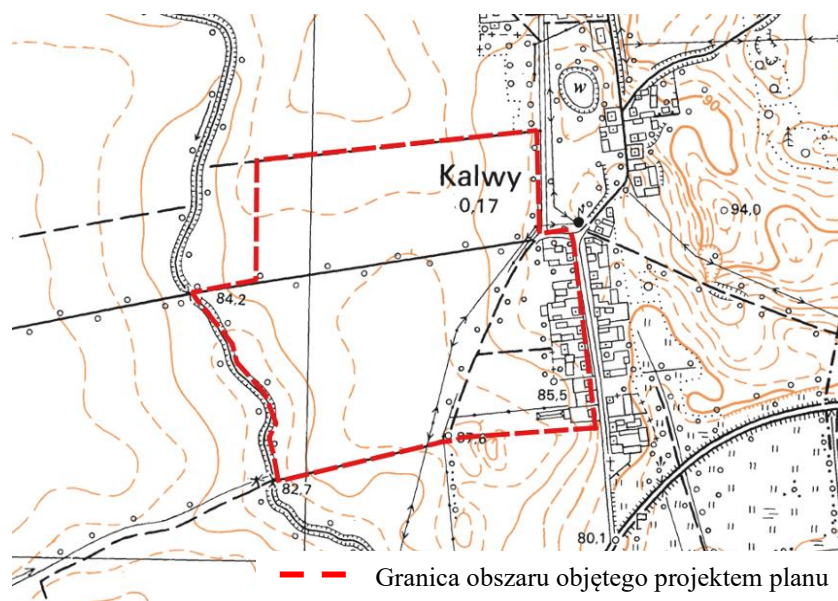 w
90
Kalwy
0,17
94,0
84,2
85,5
87,6
82,7
80,1
Granica obszaru objętego projektem planu